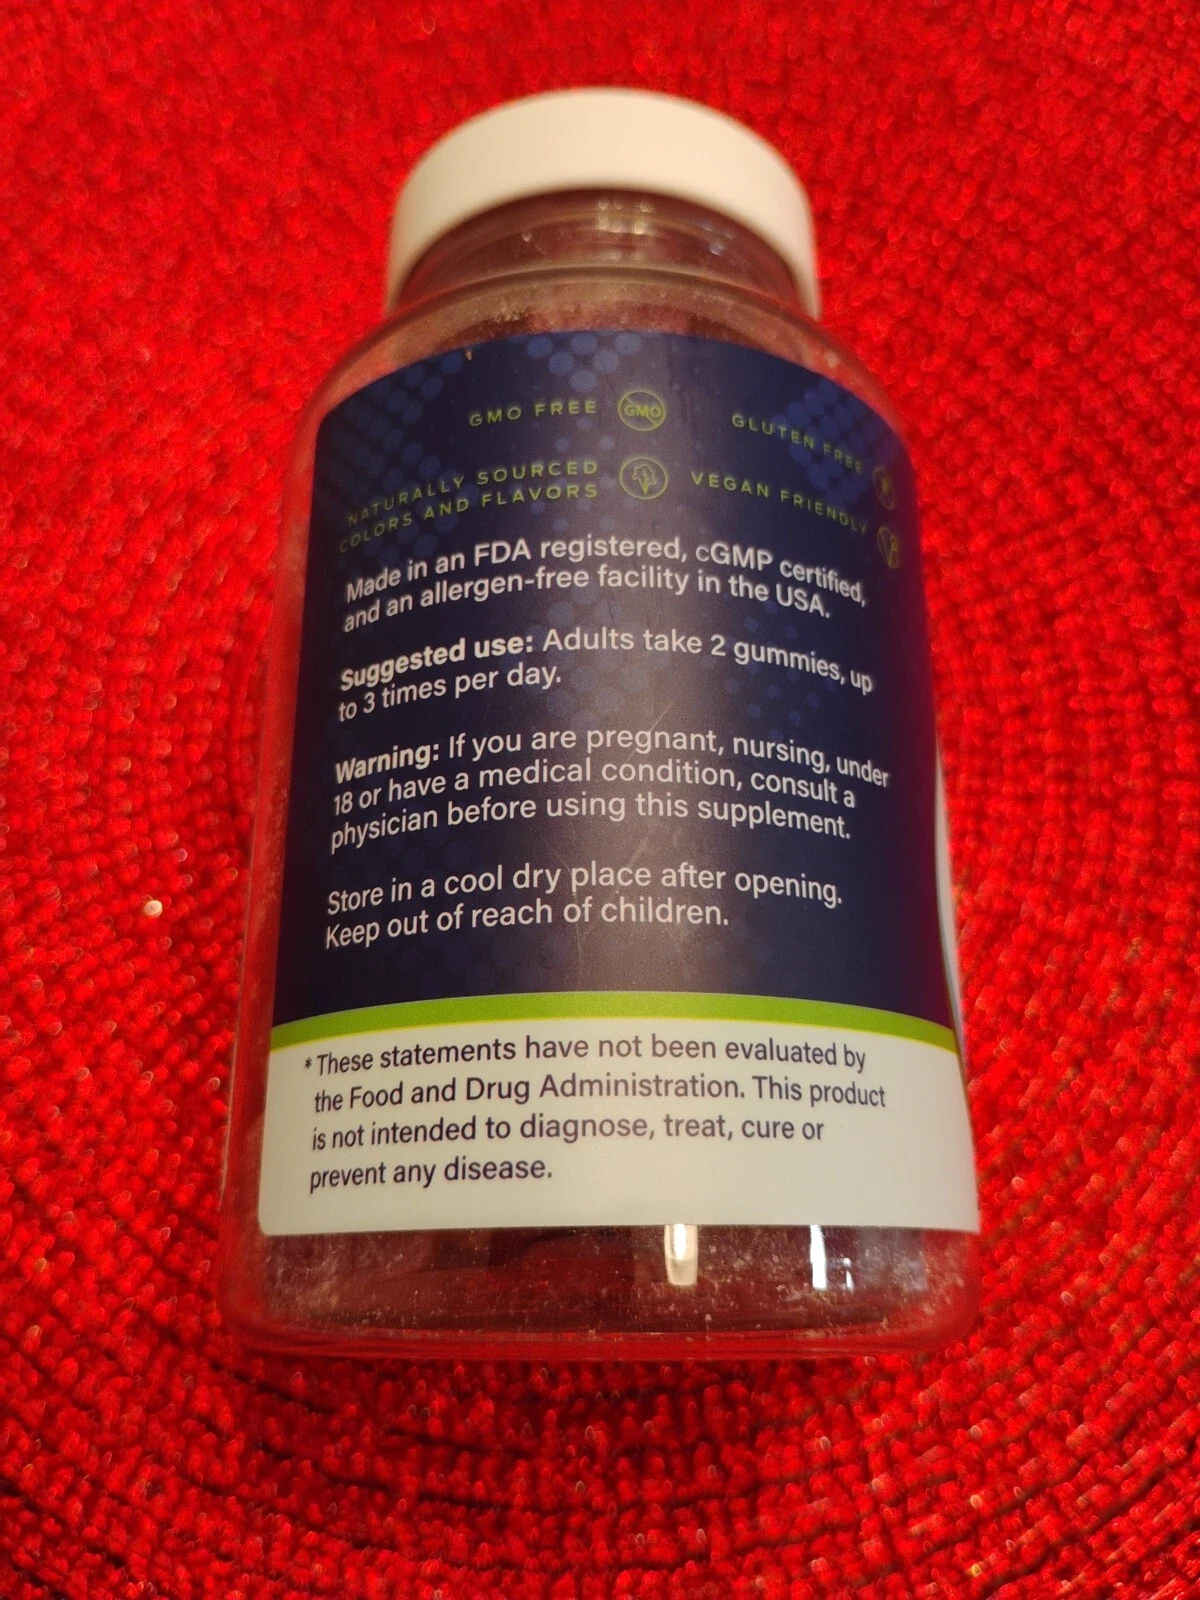 GMO FREE GMO GLUTEN FREE
NATURALLY SOURCED
COLORS AND FLAVORS
VEGAN FRIENDLY
Made in an FDA registered, cGMP certified,
and an allergen-free facility in the USA.
Suggested use: Adults take 2 gummies, up
to 3 times per day.
Warning: If you are pregnant, nursing, under
18 or have a medical condition, consult a
physician before using this supplement.
Store in a cool dry place after opening.
Keep out of reach of children.
* These statements have not been evaluated by
the Food and Drug Administration. This product
is not intended to diagnose, treat, cure or
prevent any disease.